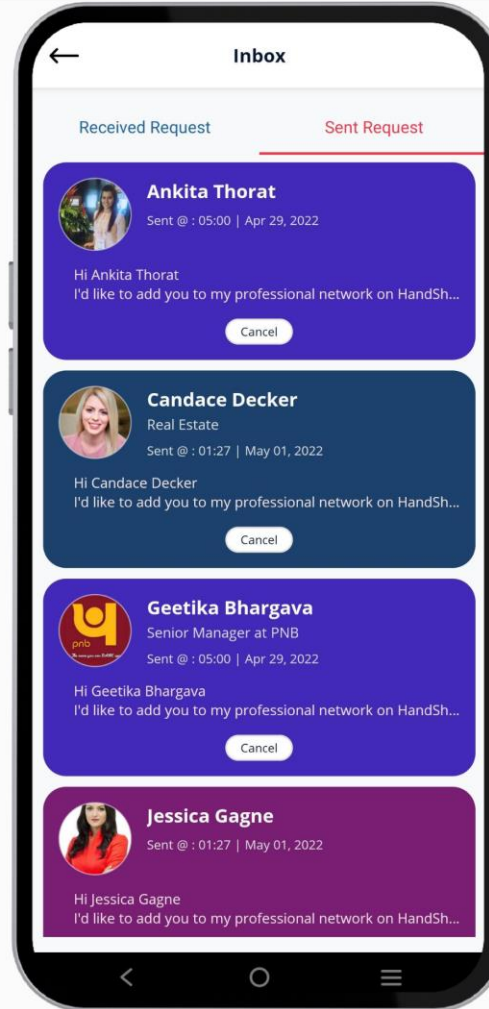 Inbox
Received Request
Sent Request
Ankita Thorat
Sent @ : 05:00 | Apr 29, 2022
Hi Ankita Thorat
I'd like to add you to my professional network on HandSh...
Cancel
Candace Decker
Real Estate
Sent @ : 01:27 | May 01, 2022
Hi Candace Decker
I'd like to add you to my professional network on HandSh...
Cancel
pnb
Geetika Bhargava
Senior Manager at PNB
Sent @ : 05:00 | Apr 29, 2022
Hi Geetika Bhargava
I'd like to add you to my professional network on HandSh...
Cancel
Jessica Gagne
Sent @ : 01:27 | May 01, 2022
Hi Jessica Gagne
I'd like to add you to my professional network on HandSh...